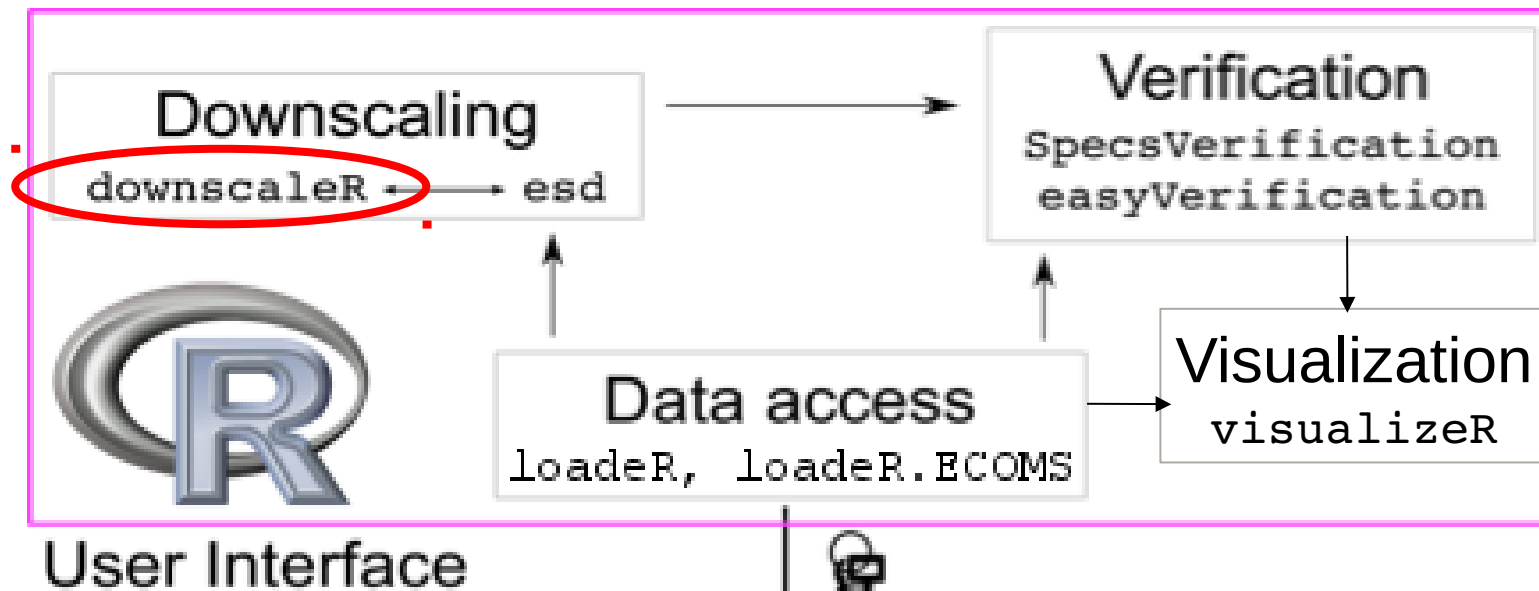 Downscaling
downscaleR esd
Verification
SpecsVerification
easyVerification
R
Data access
loadeR, loadeR.ECOMS
Visualization
visualizeR
User Interface